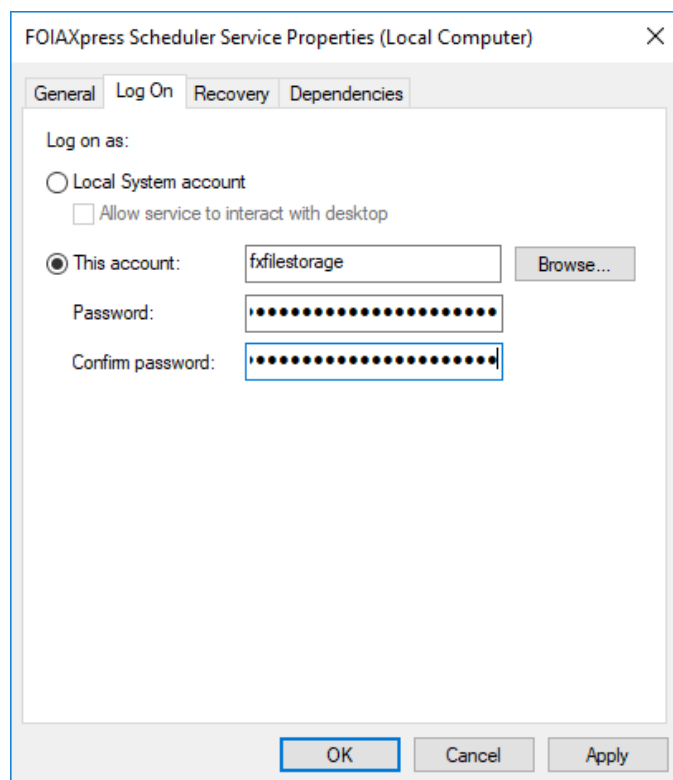 FOIAXpress Scheduler Service Properties (Local Computer)
General Log On Recovery Dependencies
Log on as:
Local System account
Allow service to interact with desktop
This account: fxfilestorage Browse...
Password:
Confirm password:
OK Cancel Apply